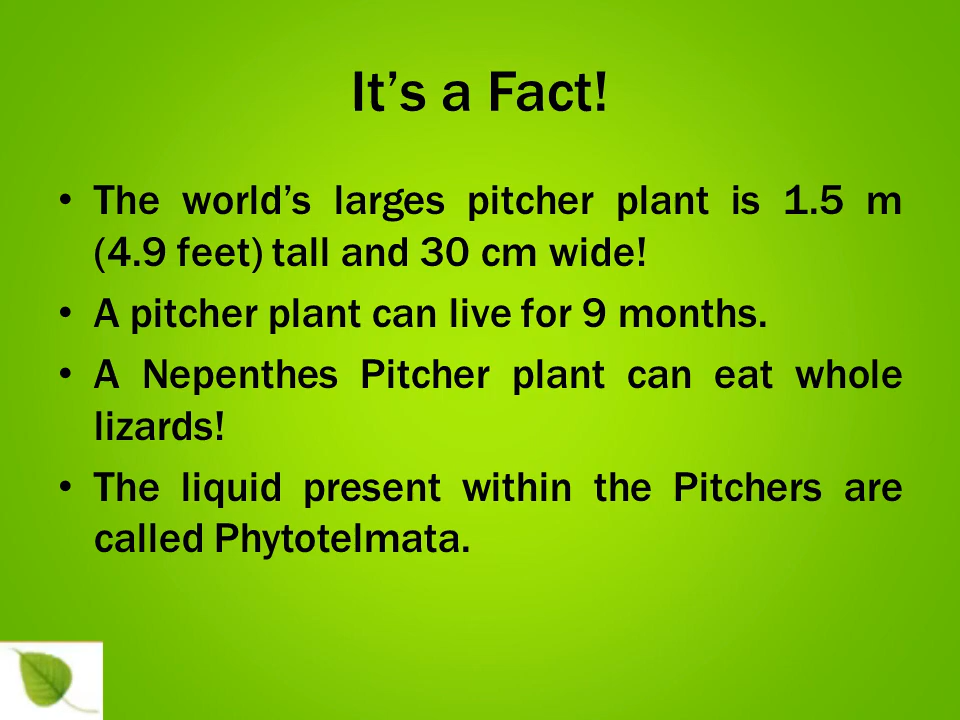 It’s a Fact!
• The world’s larges pitcher plant is 1.5 m
(4.9 feet) tall and 30 cm wide!
• A pitcher plant can live for 9 months.
• A Nepenthes Pitcher plant can eat whole
lizards!
• The liquid present within the Pitchers are
called Phytotelmata.